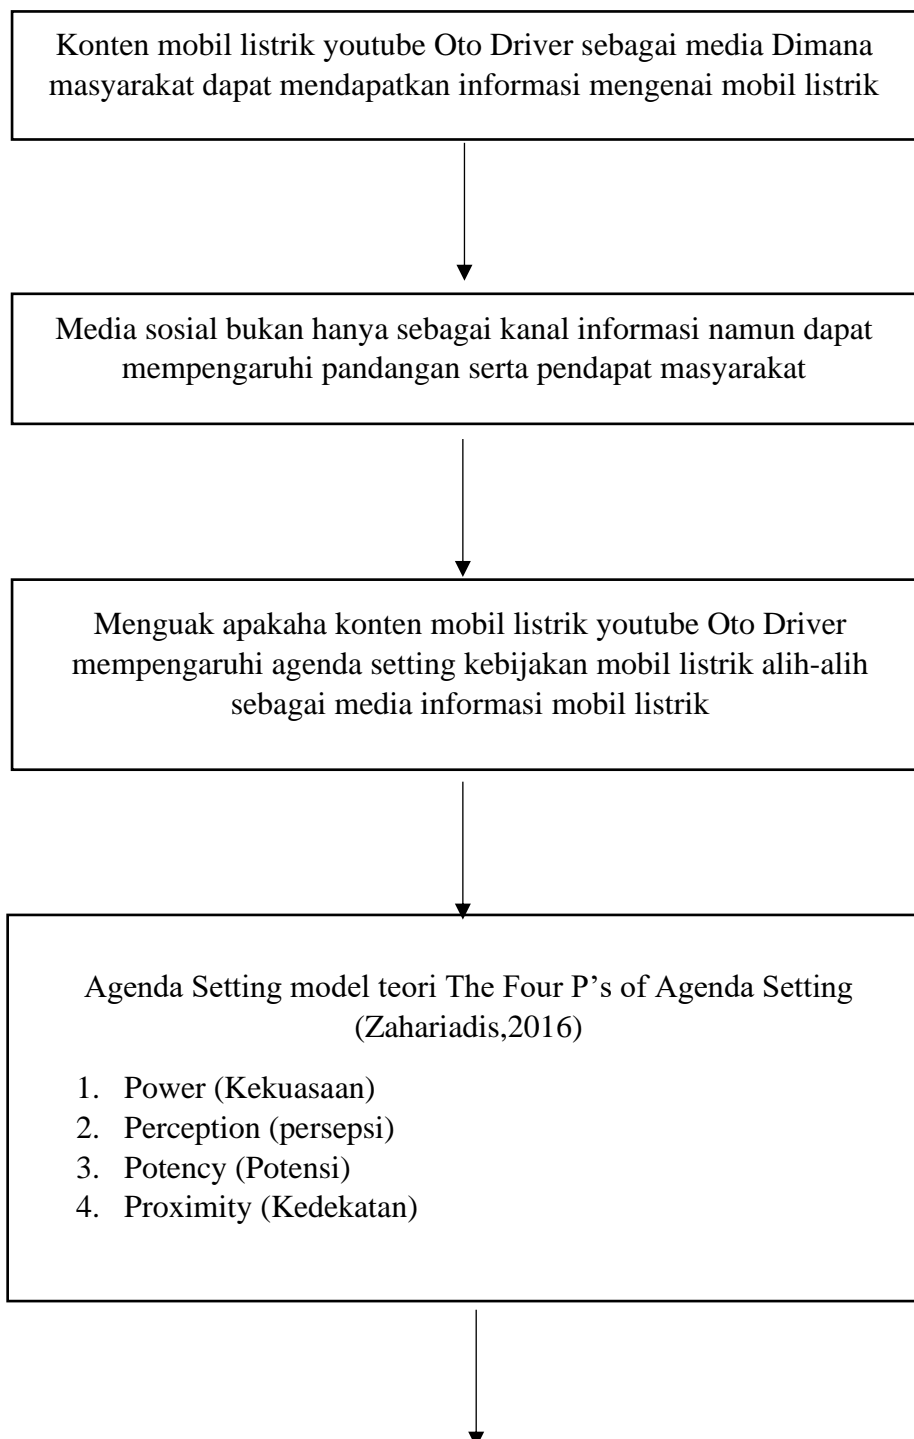 Konten mobil listrik youtube Oto Driver sebagai media Dimana
masyarakat dapat mendapatkan informasi mengenai mobil listrik
Media sosial bukan hanya sebagai kanal informasi namun dapat
mempengaruhi pandangan serta pendapat masyarakat
Menguak apakaha konten mobil listrik youtube Oto Driver
mempengaruhi agenda setting kebijakan mobil listrik alih-alih
sebagai media informasi mobil listrik
Agenda Setting model teori The Four P’s of Agenda Setting
(Zahariadis,2016)
1. Power (Kekuasaan)
2. Perception (persepsi)
3. Potency (Potensi)
4. Proximity (Kedekatan)